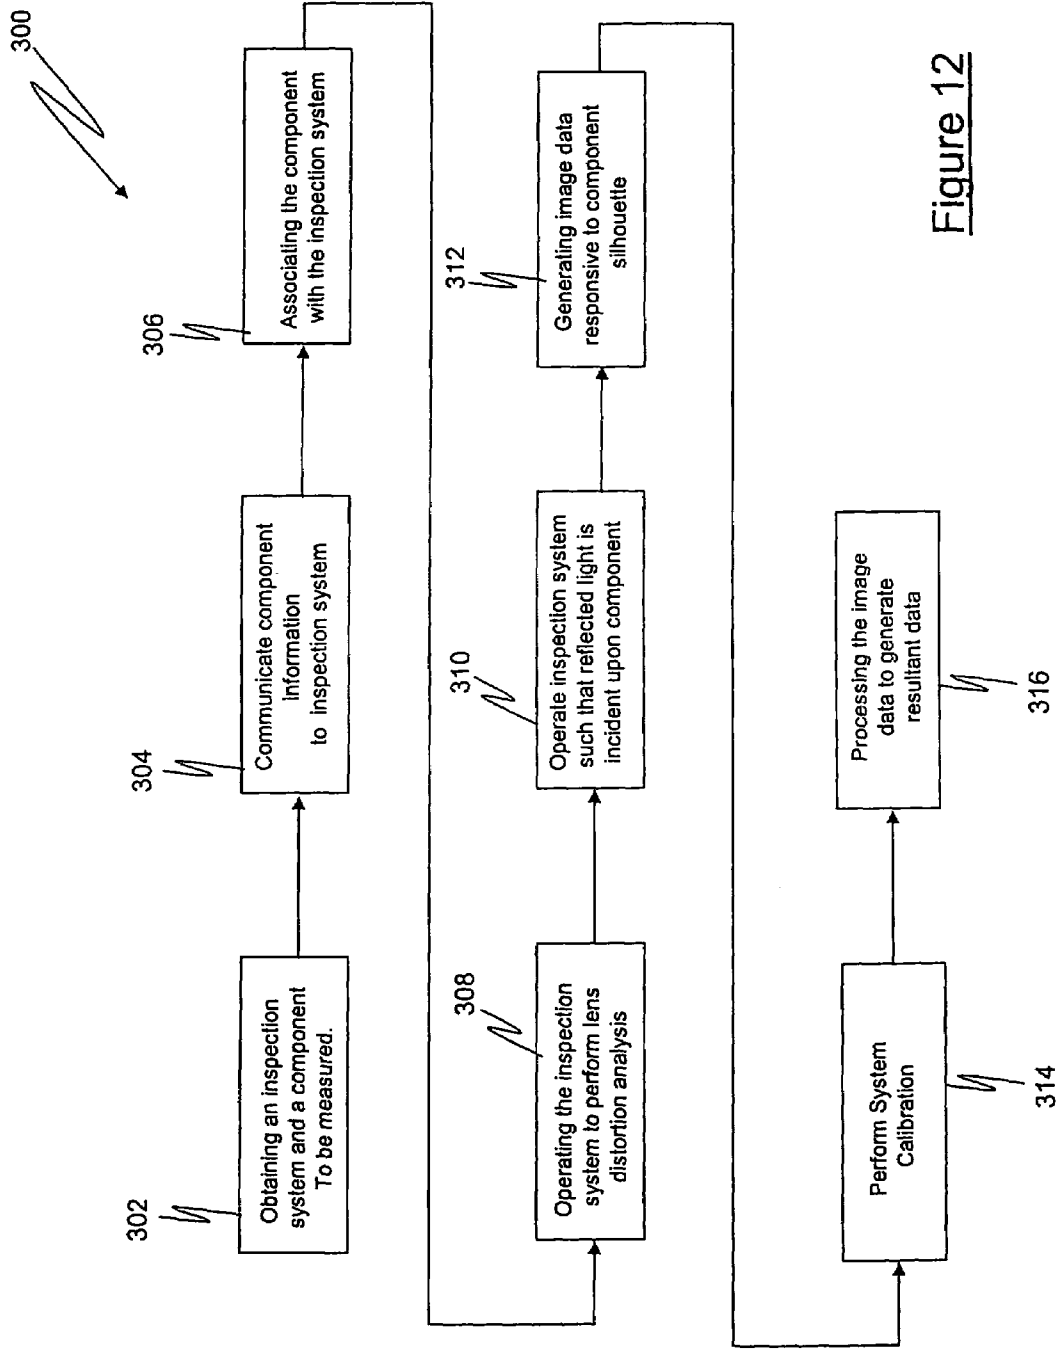 300
302
Obtaining an inspection
system and a component
To be measured.
304
Communicate component
information
to inspection system
306
Associating the component
with the inspection system
308
Operating the inspection
system to perform lens
distortion analysis
310
Operate inspection system
such that reflected light is
incident upon component
312
Generating image data
responsive to component
silhouette
314
Perform System
Calibration
316
Processing the image
data to generate
resultant data
Figure 12